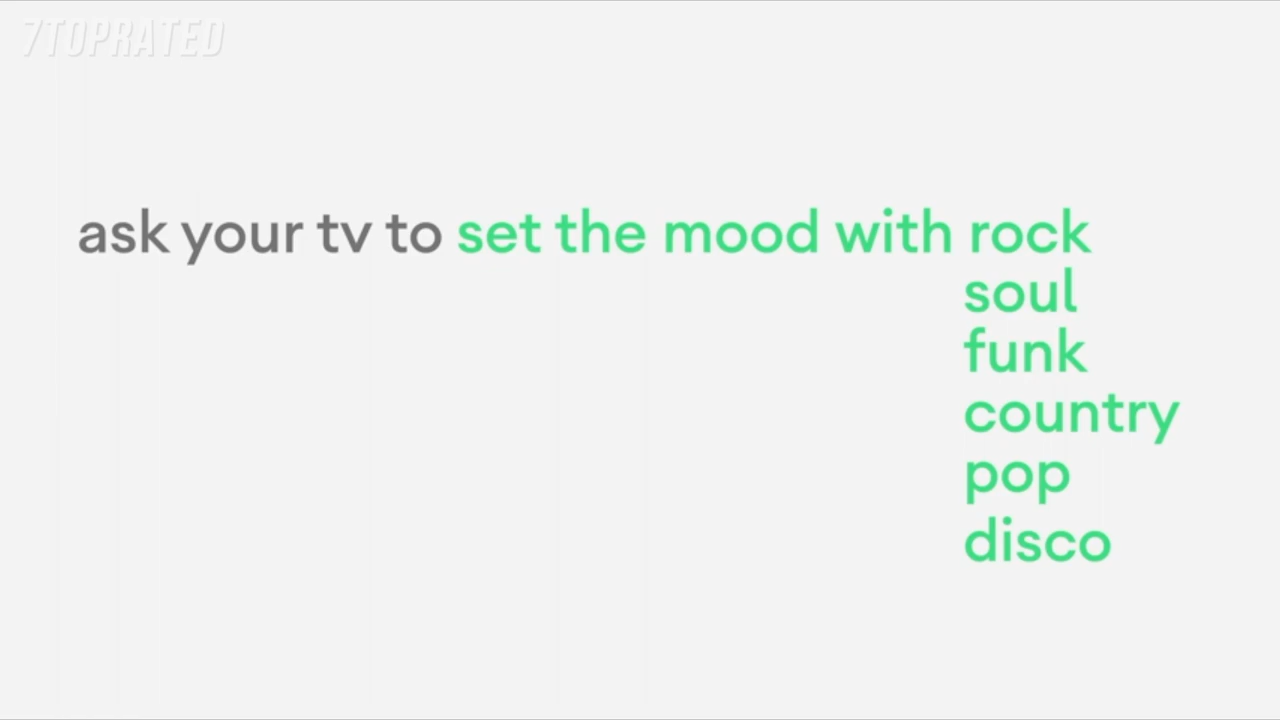 7TOPRATED
ask your tv to set the mood with rock
soul
funk
country
pop
disco